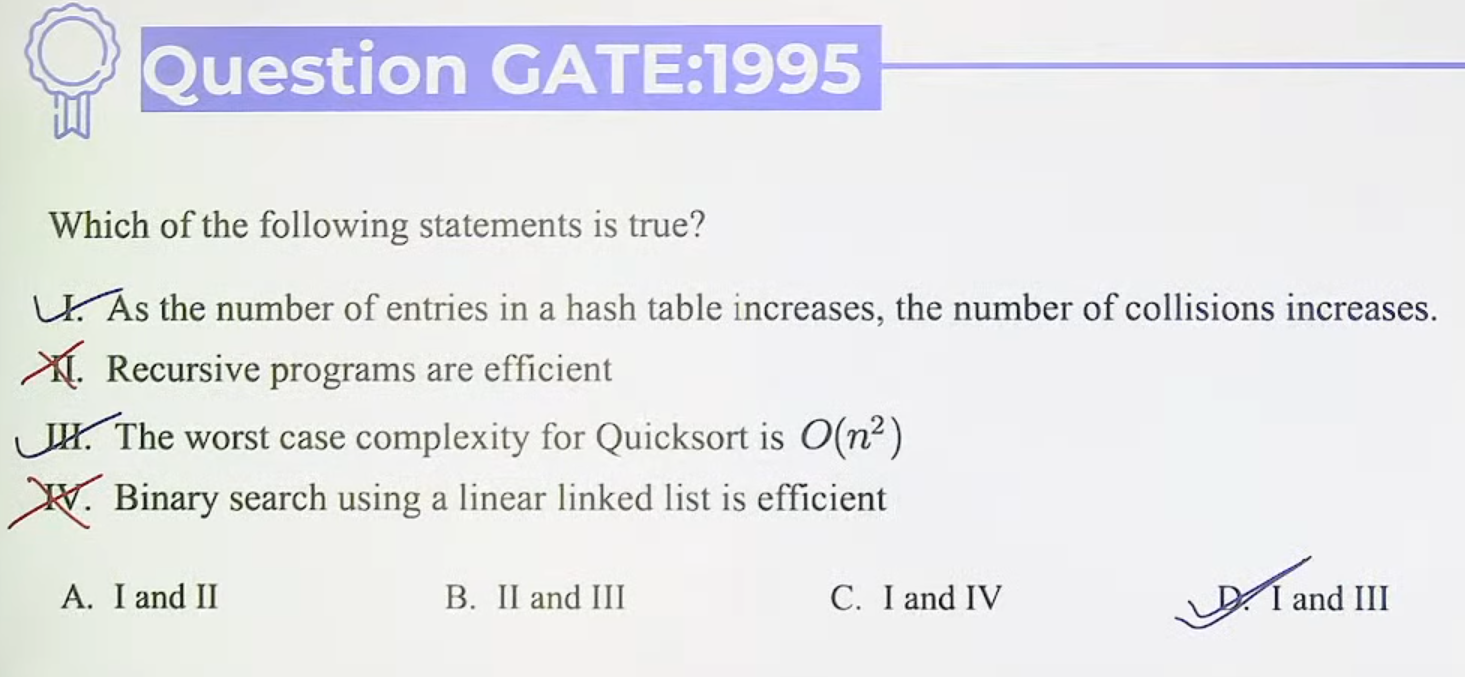 Question GATE:1995
Which of the following statements is true?
I. As the number of entries in a hash table increases, the number of collisions increases.
II. Recursive programs are efficient
III. The worst case complexity for Quicksort is O(n²)
IV. Binary search using a linear linked list is efficient
A. I and II B. II and III C. I and IV D. I and III